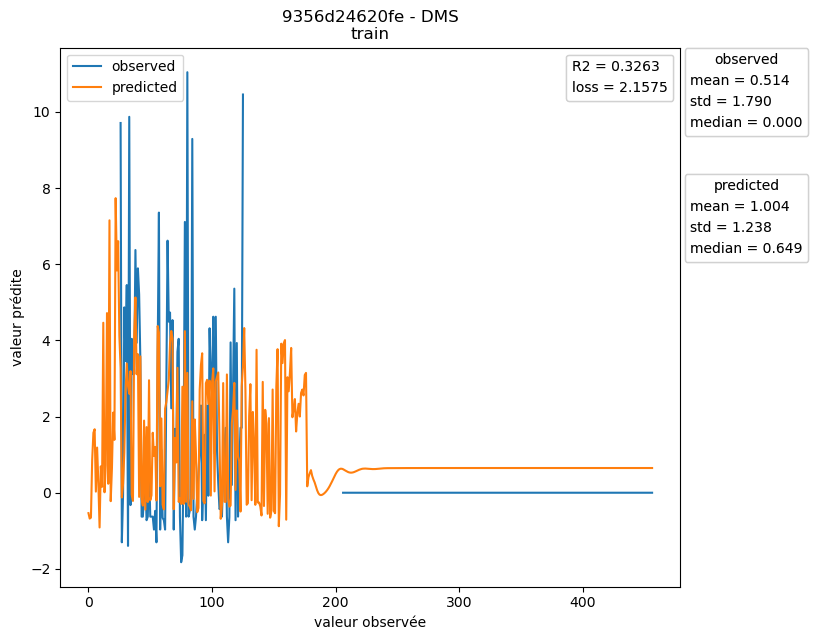 9356d24620fe - DMS
train
observed
predicted
R2 = 0.3263
loss = 2.1575
observed
mean = 0.514
std = 1.790
median = 0.000
predicted
mean = 1.004
std = 1.238
median = 0.649
valeur prédite
10
8
6
4
2
0
−2
0
100
200
300
400
valeur observée